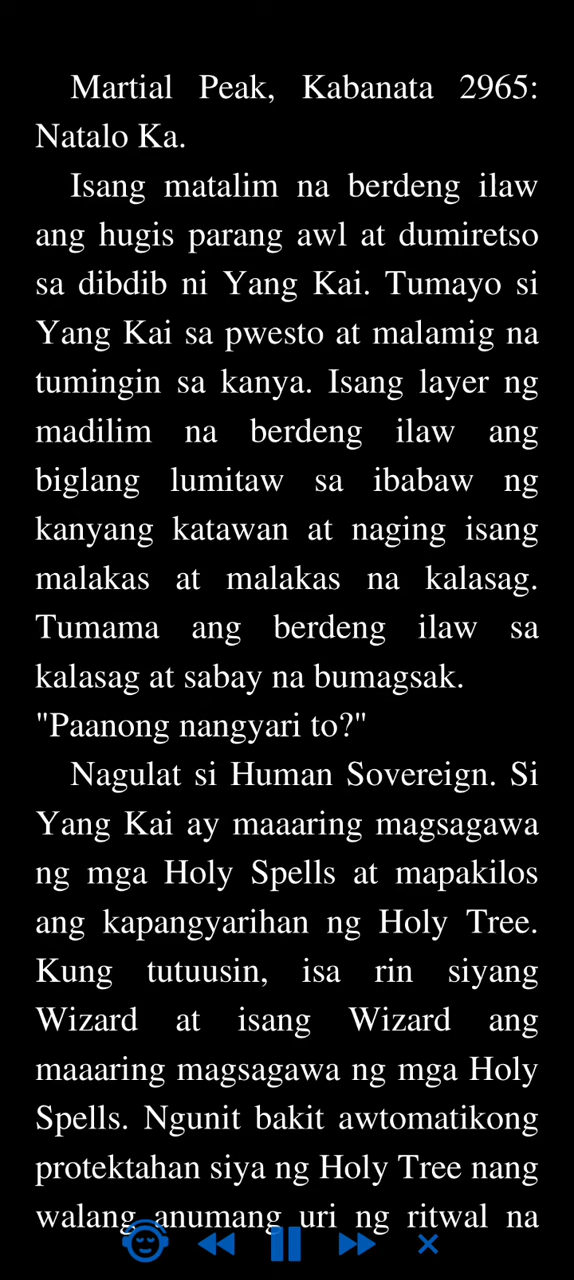 Martial Peak, Kabanata 2965:
Natalo Ka.
Isang matalim na berdeng ilaw
ang hugis parang awl at dumiretso
sa dibdib ni Yang Kai. Tumayo si
Yang Kai sa pwesto at malamig na
tumingin sa kanya. Isang layer ng
madilim na berdeng ilaw ang
biglang lumitaw sa ibabaw ng
kanyang katawan at naging isang
malakas at malakas na kalasag.
Tumama ang berdeng ilaw sa
kalasag at sabay na bumagsak.
"Paanong nangyari to?"
Nagulat si Human Sovereign. Si
Yang Kai ay maaaring magsagawa
ng mga Holy Spells at mapakilos
ang kapangyarihan ng Holy Tree.
Kung tutuusin, isa rin siyang
Wizard at isang Wizard ang
maaaring magsagawa ng mga Holy
Spells. Ngunit bakit awtomatikong
protektahan siya ng Holy Tree nang
walang anumang uri ng ritwal na